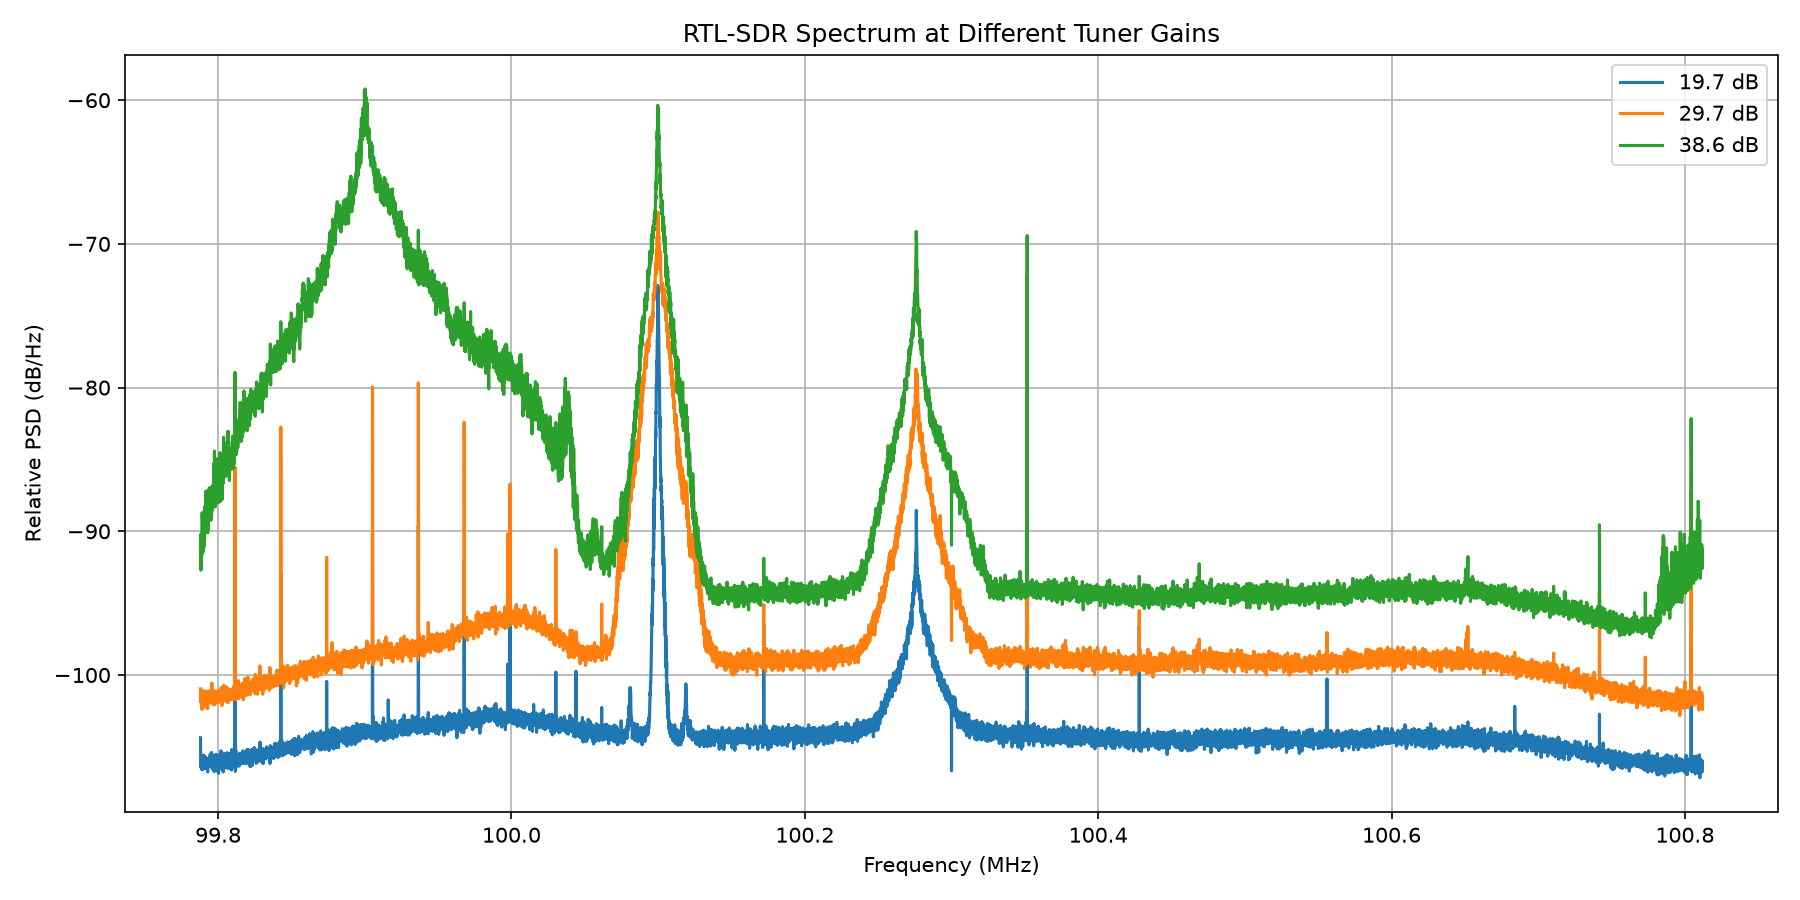 RTL-SDR Spectrum at Different Tuner Gains
19.7 dB
29.7 dB
38.6 dB
Relative PSD (dB/Hz)
−60
−70
−80
−90
−100
99.8 100.0 100.2 100.4 100.6 100.8
Frequency (MHz)